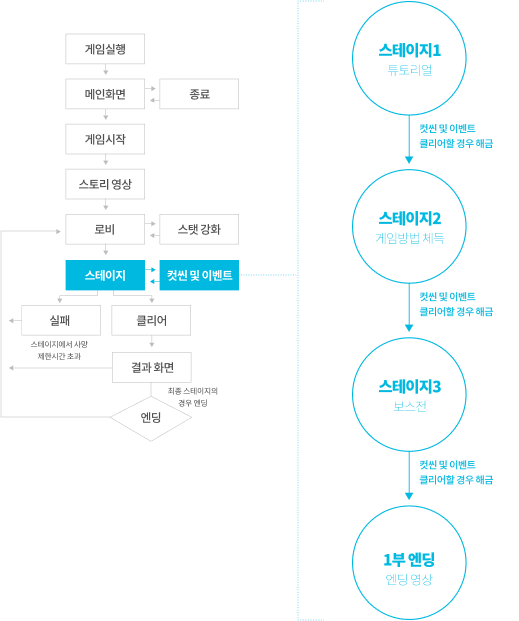 게임실행
메인화면
종료
게임시작
스토리 영상
로비
스탯 강화
스테이지
컷씬 및 이벤트
실패
클리어
스테이지에서 사망
제한시간 초과
결과 화면
최종 스테이지의
경우 엔딩
엔딩
스테이지1
튜토리얼
컷씬 및 이벤트
클리어할 경우 해금
스테이지2
게임방법 체득
컷씬 및 이벤트
클리어할 경우 해금
스테이지3
보스전
컷씬 및 이벤트
클리어할 경우 해금
1부 엔딩
엔딩 영상